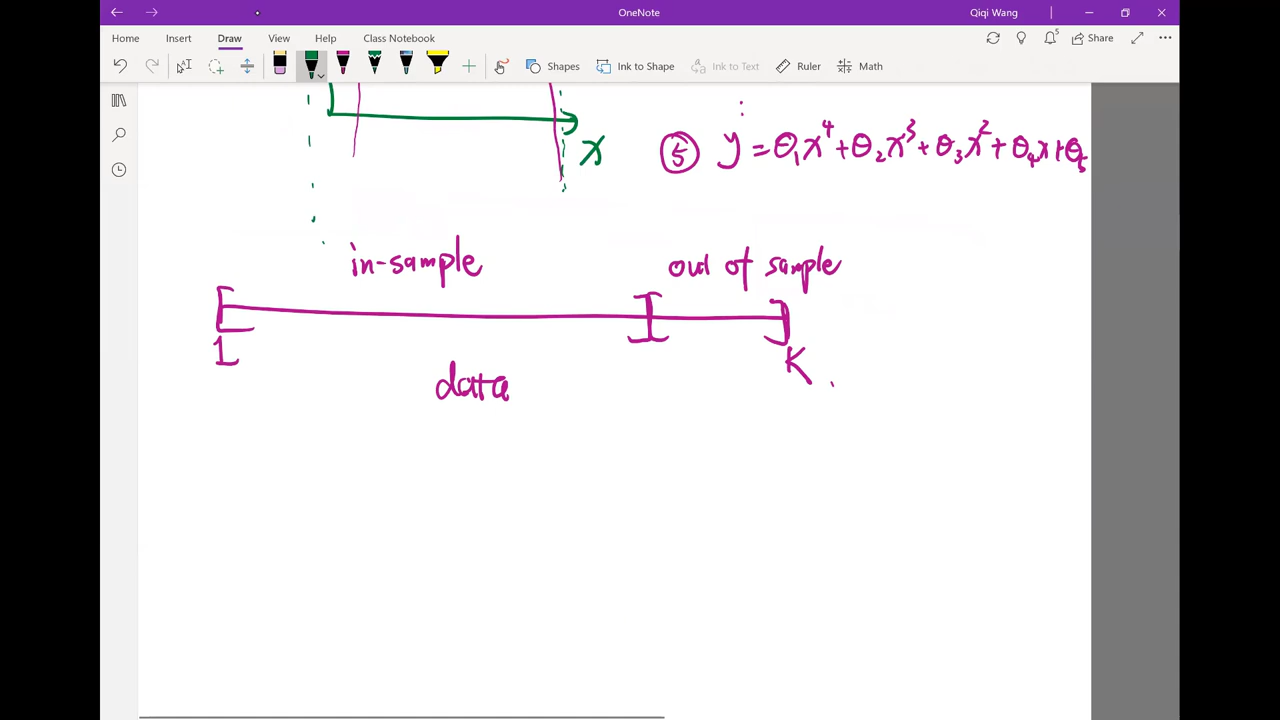 OneNote
Qiqi Wang
Home Insert Draw View Help Class Notebook
5
Share
Shapes Ink to Shape Ink to Text Ruler Math
x
⑤ y = θ₁x⁴ + θ₂x³ + θ₃x² + θ₄x + θ₅
in-sample out of sample
1 K
data